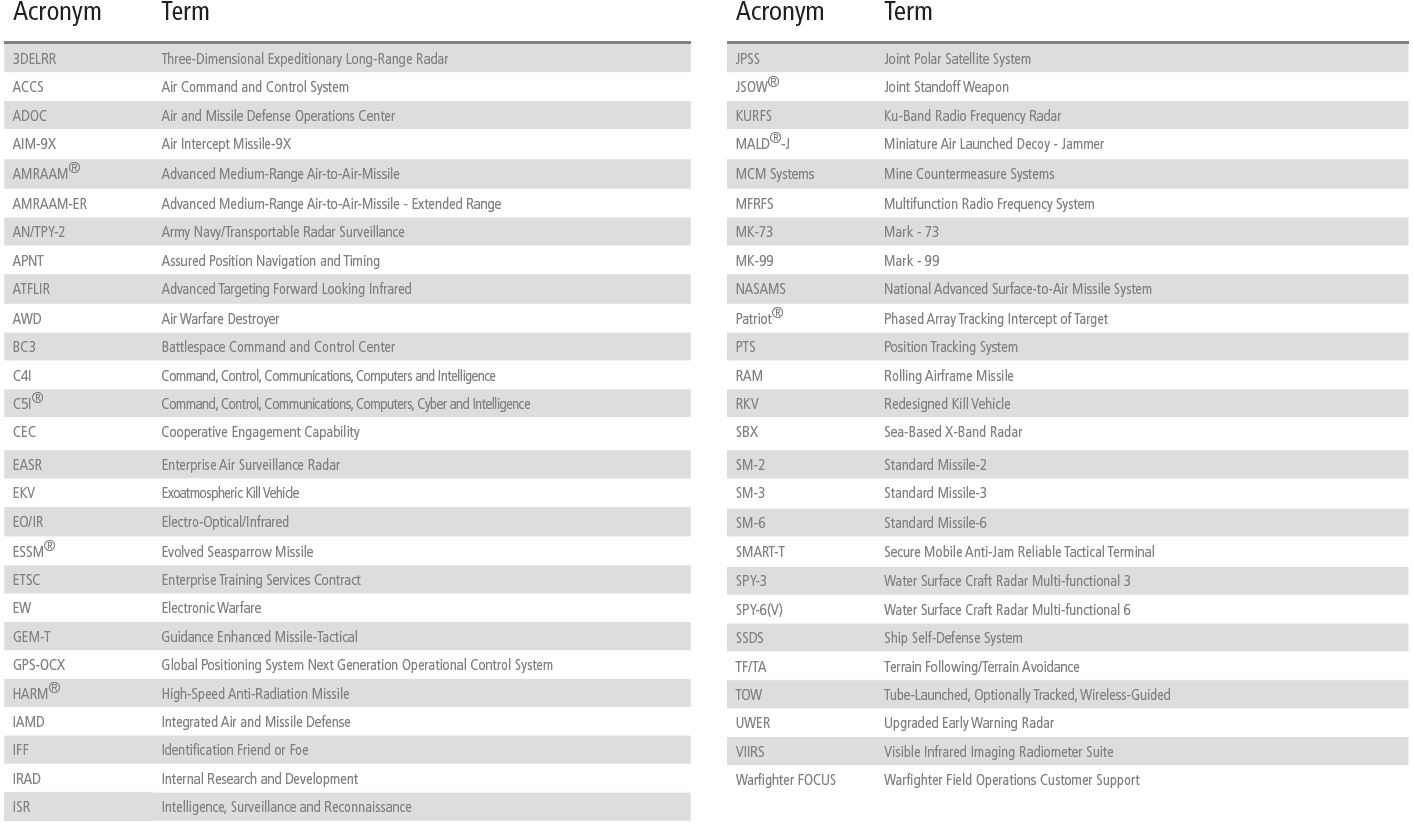 Acronym Term
3DELRR Three-Dimensional Expeditionary Long-Range Radar
ACCS Air Command and Control System
ADOC Air and Missile Defense Operations Center
AIM-9X Air Intercept Missile-9X
AMRAAM® Advanced Medium-Range Air-to-Air-Missile
AMRAAM-ER Advanced Medium-Range Air-to-Air-Missile - Extended Range
AN/TPY-2 Army Navy/Transportable Radar Surveillance
APNT Assured Position Navigation and Timing
ATFLIR Advanced Targeting Forward Looking Infrared
AWD Air Warfare Destroyer
BC3 Battlespace Command and Control Center
C4I Command, Control, Communications, Computers and Intelligence
C5I® Command, Control, Communications, Computers, Cyber and Intelligence
CEC Cooperative Engagement Capability
EASR Enterprise Air Surveillance Radar
EKV Exoatmospheric Kill Vehicle
EO/IR Electro-Optical/Infrared
ESSM® Evolved Seasparrow Missile
ETSC Enterprise Training Services Contract
EW Electronic Warfare
GEM-T Guidance Enhanced Missile-Tactical
GPS-OCX Global Positioning System Next Generation Operational Control System
HARM® High-Speed Anti-Radiation Missile
IAMD Integrated Air and Missile Defense
IFF Identification Friend or Foe
IRAD Internal Research and Development
ISR Intelligence, Surveillance and Reconnaissance
Acronym Term
JPSS Joint Polar Satellite System
JSOW® Joint Standoff Weapon
KURFS Ku-Band Radio Frequency Radar
MALD®-J Miniature Air Launched Decoy - Jammer
MCM Systems Mine Countermeasure Systems
MFRFS Multifunction Radio Frequency System
MK-73 Mark - 73
MK-99 Mark - 99
NASAMS National Advanced Surface-to-Air Missile System
Patriot® Phased Array Tracking Intercept of Target
PTS Position Tracking System
RAM Rolling Airframe Missile
RKV Redesigned Kill Vehicle
SBX Sea-Based X-Band Radar
SM-2 Standard Missile-2
SM-3 Standard Missile-3
SM-6 Standard Missile-6
SMART-T Secure Mobile Anti-Jam Reliable Tactical Terminal
SPY-3 Water Surface Craft Radar Multi-functional 3
SPY-6(V) Water Surface Craft Radar Multi-functional 6
SSDS Ship Self-Defense System
TF/TA Terrain Following/Terrain Avoidance
TOW Tube-Launched, Optionally Tracked, Wireless-Guided
UWER Upgraded Early Warning Radar
VIIRS Visible Infrared Imaging Radiometer Suite
Warfighter FOCUS Warfighter Field Operations Customer Support